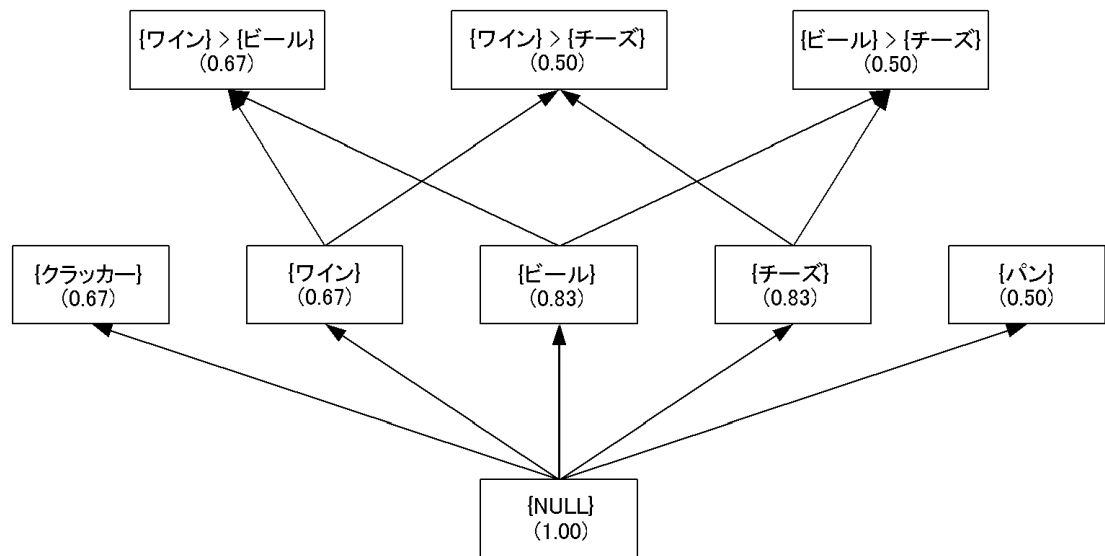 {ワイン} > {ビール}
(0.67)
{ワイン} > {チーズ}
(0.50)
{ビール} > {チーズ}
(0.50)
{クラッカー}
(0.67)
{ワイン}
(0.67)
{ビール}
(0.83)
{チーズ}
(0.83)
{パン}
(0.50)
{NULL}
(1.00)